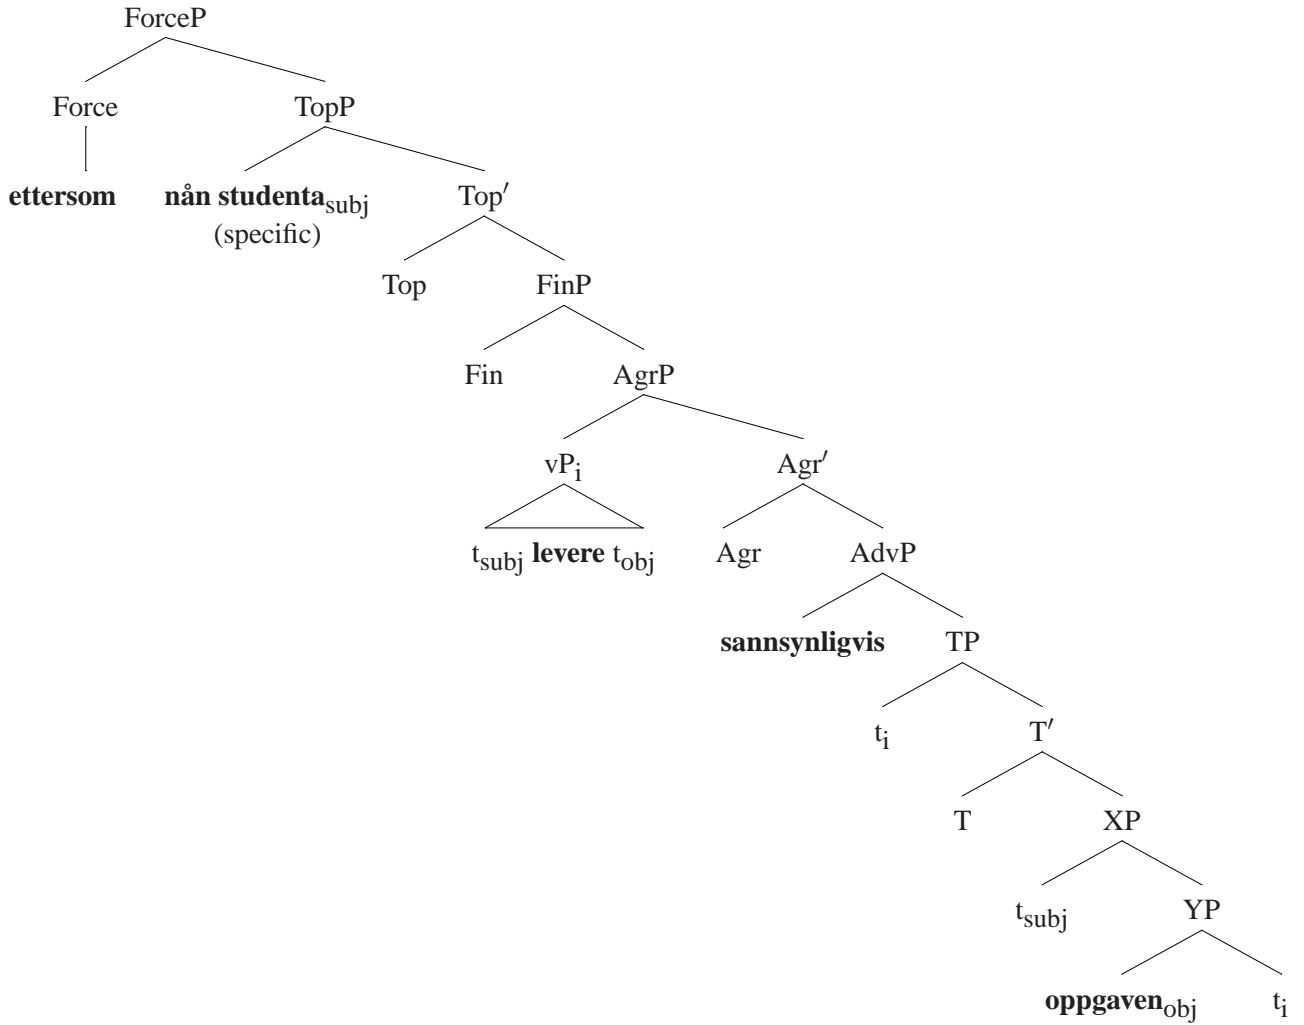 ForceP
Force TopP
ettersom nån studenta_subj Top′
(specific)
Top FinP
Fin AgrP
vP_i Agr′
t_subj levere t_obj Agr AdvP
sannsynligvis TP
t_i T′
T XP
t_subj YP
oppgaven_obj t_i